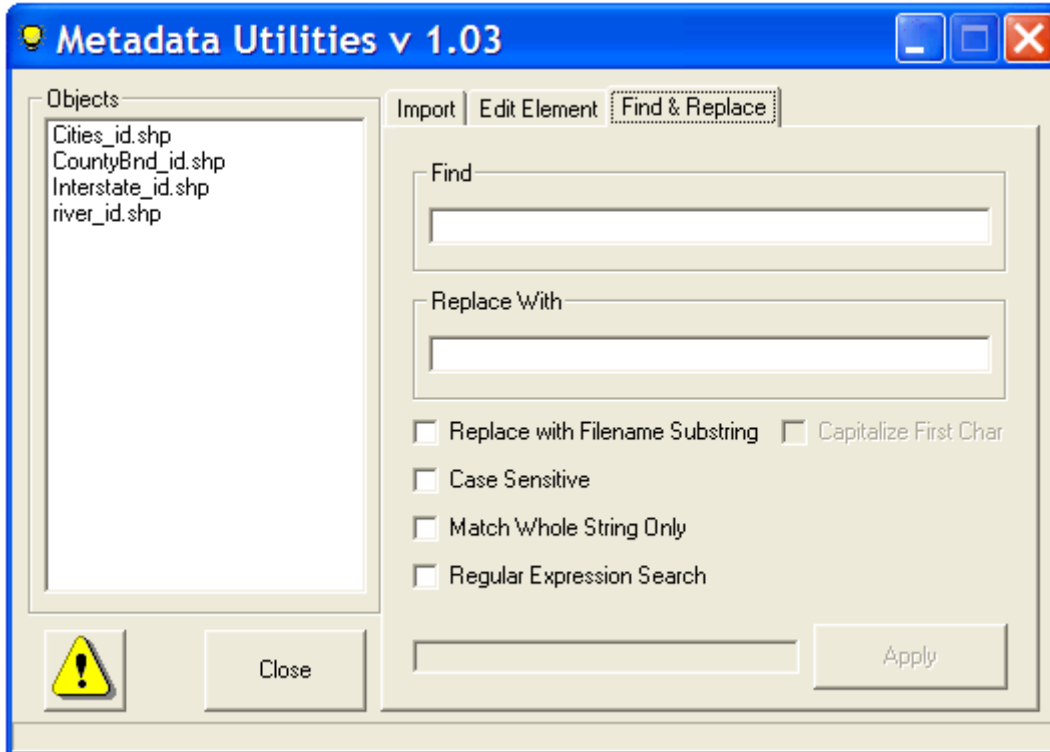 Metadata Utilities v 1.03
Objects
Cities_id.shp
CountyBnd_id.shp
Interstate_id.shp
river_id.shp
Import
Edit Element
Find & Replace
Find
Replace With
Replace with Filename Substring
Capitalize First Char
Case Sensitive
Match Whole String Only
Regular Expression Search
Close
Apply